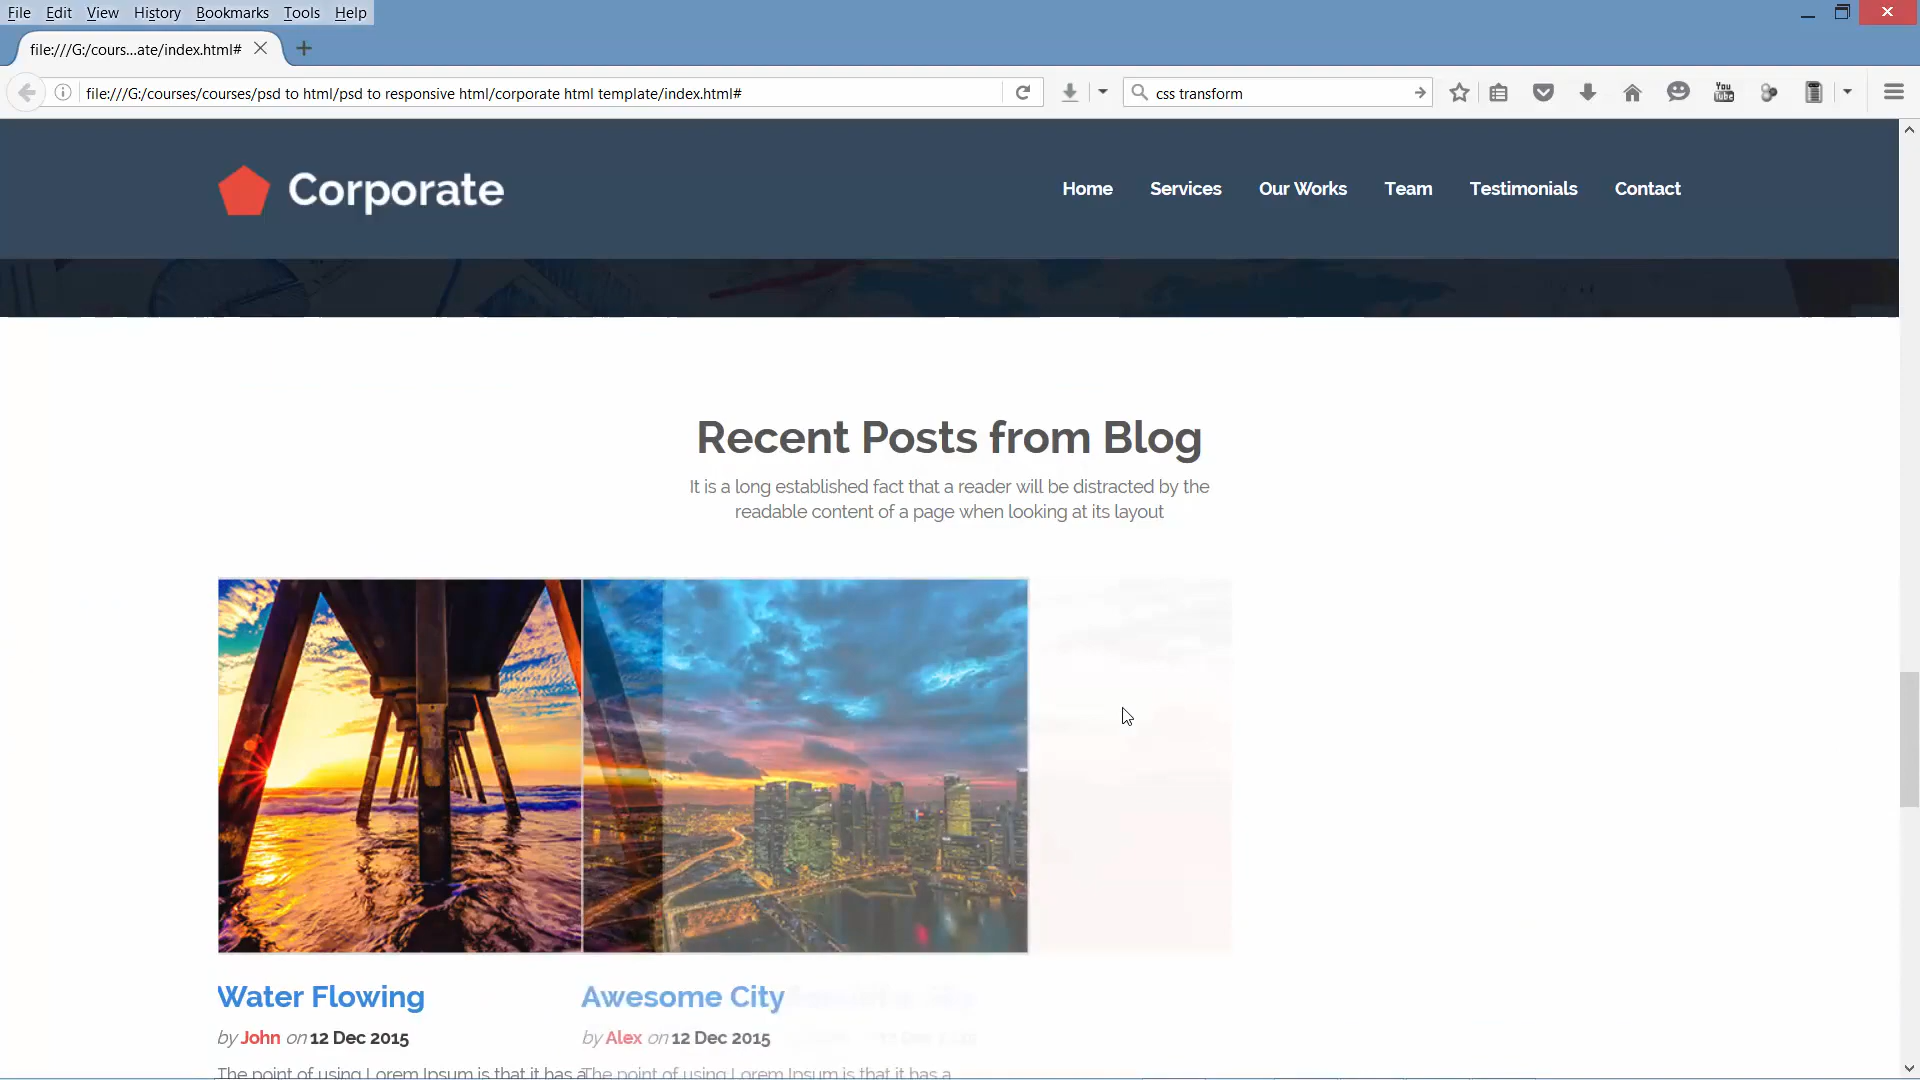 File Edit View History Bookmarks Tools Help
file:///G:/cours...ate/index.html#
file:///G:/courses/courses/psd to html/psd to responsive html/corporate html template/index.html#
css transform
You Tube
Corporate
Home Services Our Works Team Testimonials Contact
Recent Posts from Blog
It is a long established fact that a reader will be distracted by the
readable content of a page when looking at its layout
Water Flowing Awesome City
by John on 12 Dec 2015 by Alex on 12 Dec 2015
The point of using Lorem Ipsum is that it has a The point of using Lorem Ipsum is that it has a